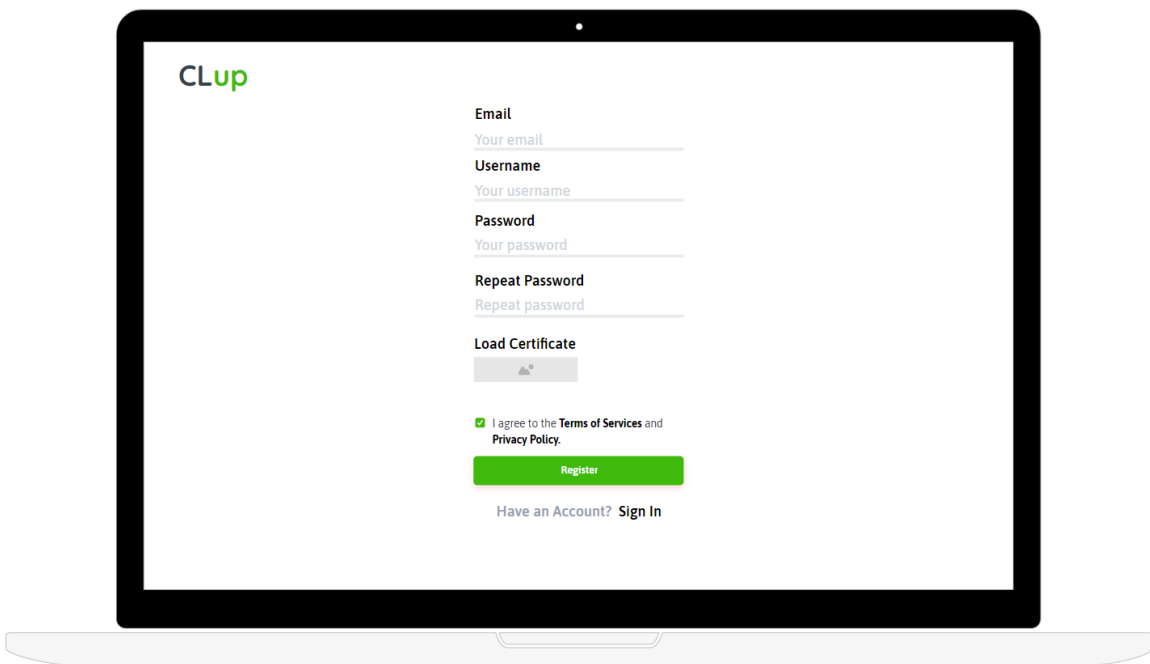 CLup
Email
Your email
Username
Your username
Password
Your password
Repeat Password
Repeat password
Load Certificate
I agree to the Terms of Services and
Privacy Policy.
Register
Have an Account? Sign In